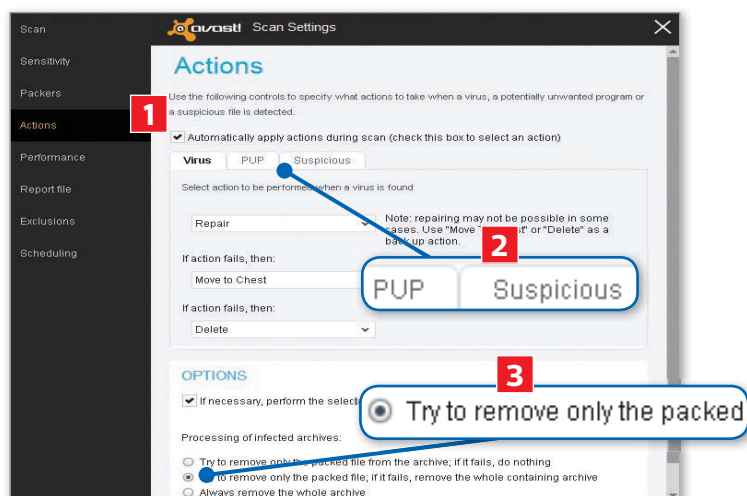 Scan
Sensitivity
Packers
Actions
Performance
Report file
Exclusions
Scheduling
avast! Scan Settings
Actions
Use the following controls to specify what actions to take when a virus, a potentially unwanted program or
a suspicious file is detected.
1
Automatically apply actions during scan (check this box to select an action)
Virus PUP Suspicious
Select action to be performed when a virus is found
Repair
Note: repairing may not be possible in some
cases. Use "Move or "Delete" as a
back up action.
2
If action fails, then:
Move to Chest
PUP Suspicious
If action fails, then:
Delete
OPTIONS
3
If necessary, perform the
Try to remove only the packed
Processing of infected archives:
Try to remove only the packed file from the archive; if it fails, do nothing
to remove only the packed file; if it fails, remove the whole containing archive
Always remove the whole archive